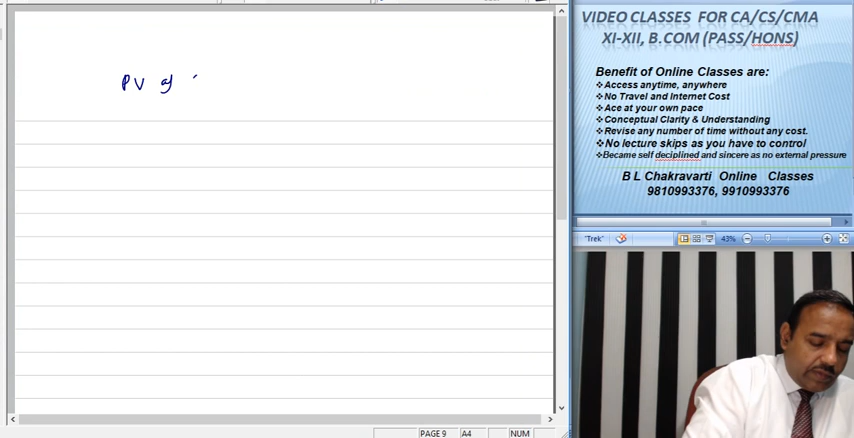 PV of
VIDEO CLASSES FOR CA/CS/CMA
XI-XII, B.COM (PASS/HONS)
Benefit of Online Classes are:
❖Access anytime, anywhere
❖No Travel and Internet Cost
❖Ace at your own pace
❖Conceptual Clarity & Understanding
❖Revise any number of time without any cost.
❖No lecture skips as you have to control
❖Became self deciplined and sincere as no external pressure
B L Chakravarti Online Classes
9810993376, 9910993376
"Trek"
43%
PAGE 9 A4 NUM